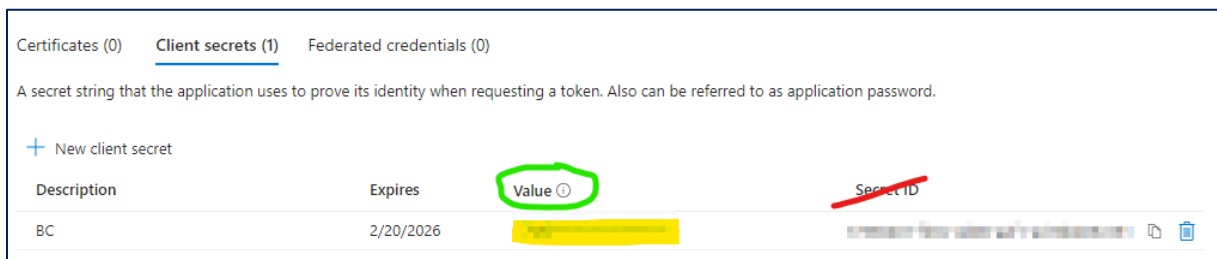 Certificates (0) Client secrets (1) Federated credentials (0)
A secret string that the application uses to prove its identity when requesting a token. Also can be referred to as application password.
+ New client secret
Description Expires Value Secret ID
BC 2/20/2026